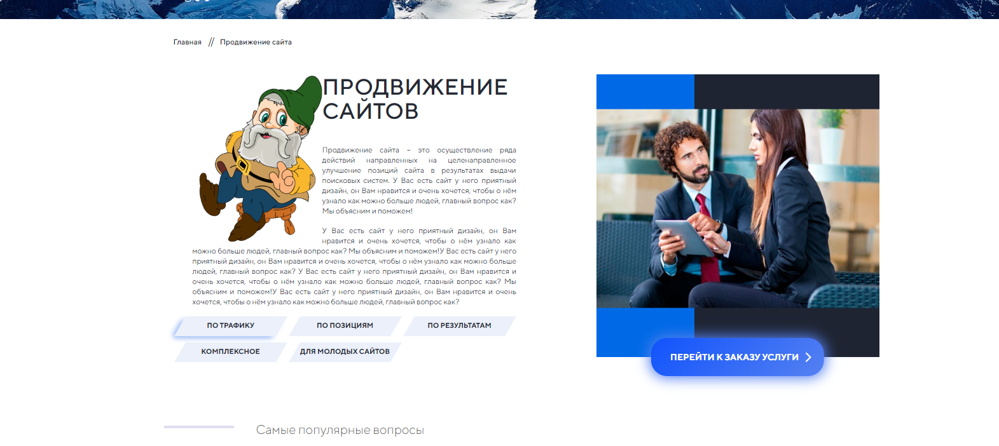 Главная // Продвижение сайта
ПРОДВИЖЕНИЕ
САЙТОВ
Продвижение сайта – это осуществление ряда
действий направленных на целенаправленное
улучшение позиций сайта в результатах выдачи
поисковых систем. У Вас есть сайт у него приятный
дизайн, он Вам нравится и очень хочется, чтобы о нём
узнало как можно больше людей, главный вопрос как?
Мы объясним и поможем!
У Вас есть сайт у него приятный дизайн, он Вам
нравится и очень хочется, чтобы о нём узнало как
можно больше людей, главный вопрос как? Мы объясним и поможем!У Вас есть сайт у него
приятный дизайн, он Вам нравится и очень хочется, чтобы о нём узнало как можно больше
людей, главный вопрос как? У Вас есть сайт у него приятный дизайн, он Вам нравится и
очень хочется, чтобы о нём узнало как можно больше людей, главный вопрос как? Мы
объясним и поможем!У Вас есть сайт у него приятный дизайн, он Вам нравится и очень
хочется, чтобы о нём узнало как можно больше людей, главный вопрос как?
ПО ТРАФИКУ
ПО ПОЗИЦИЯМ
ПО РЕЗУЛЬТАТАМ
КОМПЛЕКСНОЕ
ДЛЯ МОЛОДЫХ САЙТОВ
ПЕРЕЙТИ К ЗАКАЗУ УСЛУГИ
Самые популярные вопросы